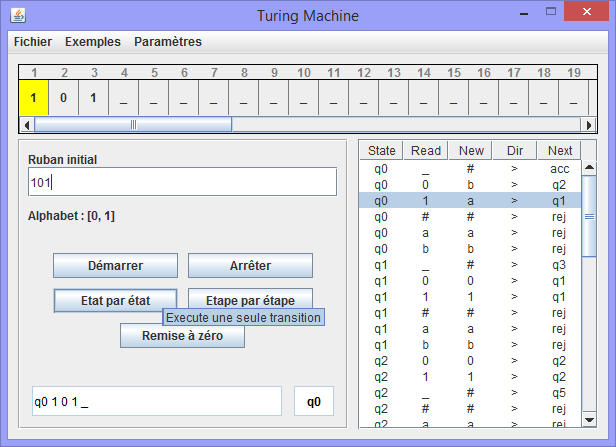 Turing Machine
Fichier Exemples Paramètres
1 2 3 4 5 6 7 8 9 10 11 12 13 14 15 16 17 18 19
1 0 1 _ _ _ _ _ _ _ _ _ _ _ _ _ _ _ _
Ruban initial
101
Alphabet : [0, 1]
Démarrer Arrêter
Etat par état Etape par étape
Execute une seule transition
Remise à zéro
q0 1 0 1 _ q0
State Read New Dir Next
q0 _ # > acc
q0 0 b > q2
q0 1 a > q1
q0 # # > rej
q0 a a > rej
q0 b b > rej
q1 _ # > q3
q1 0 0 > q1
q1 1 1 > q1
q1 # # > rej
q1 a a > rej
q1 b b > rej
q2 0 0 > q2
q2 1 1 > q2
q2 _ # > q5
q2 # # > rej
q2 a a > rej